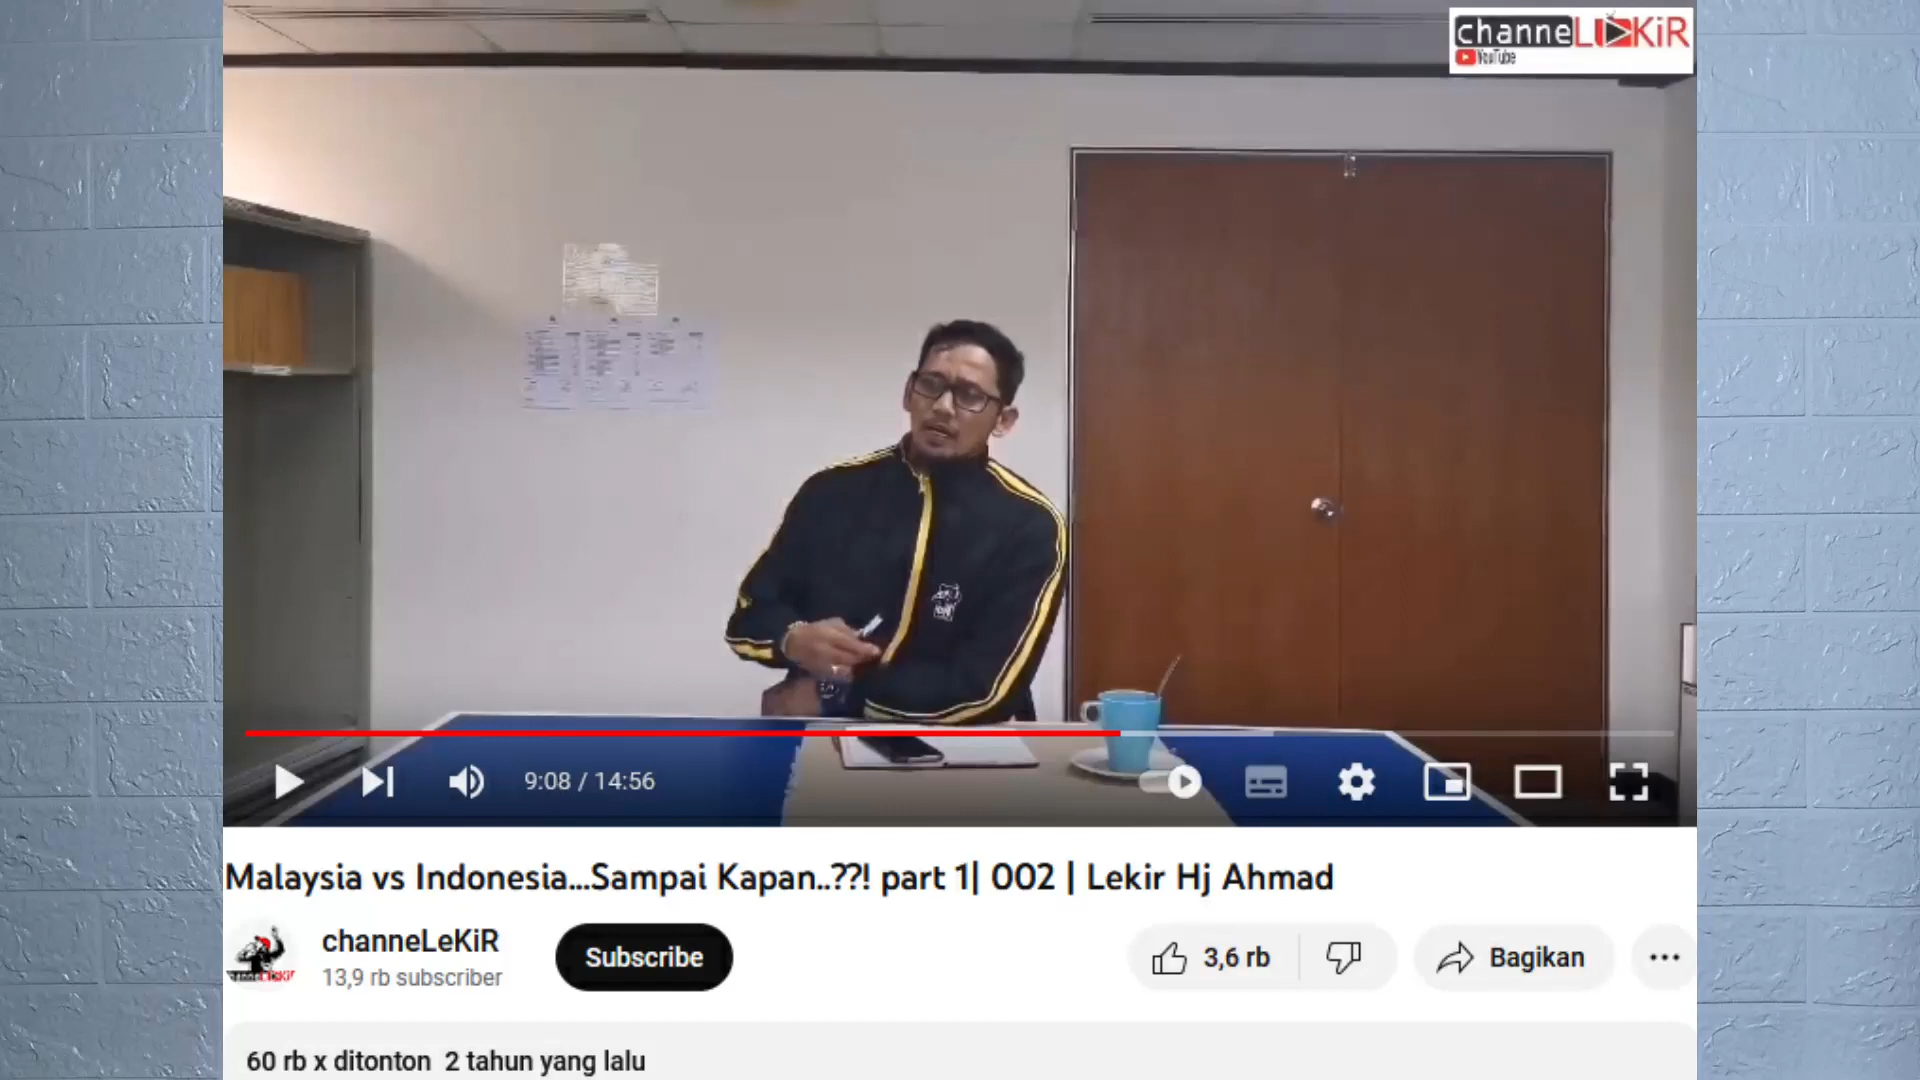 channeLEKiR
YouTube
9:08 / 14:56
Malaysia vs Indonesia...Sampai Kapan..??! part 1| 002 | Lekir Hj Ahmad
channeLeKiR
13,9 rb subscriber
Subscribe
3,6 rb
Bagikan
60 rb x ditonton 2 tahun yang lalu